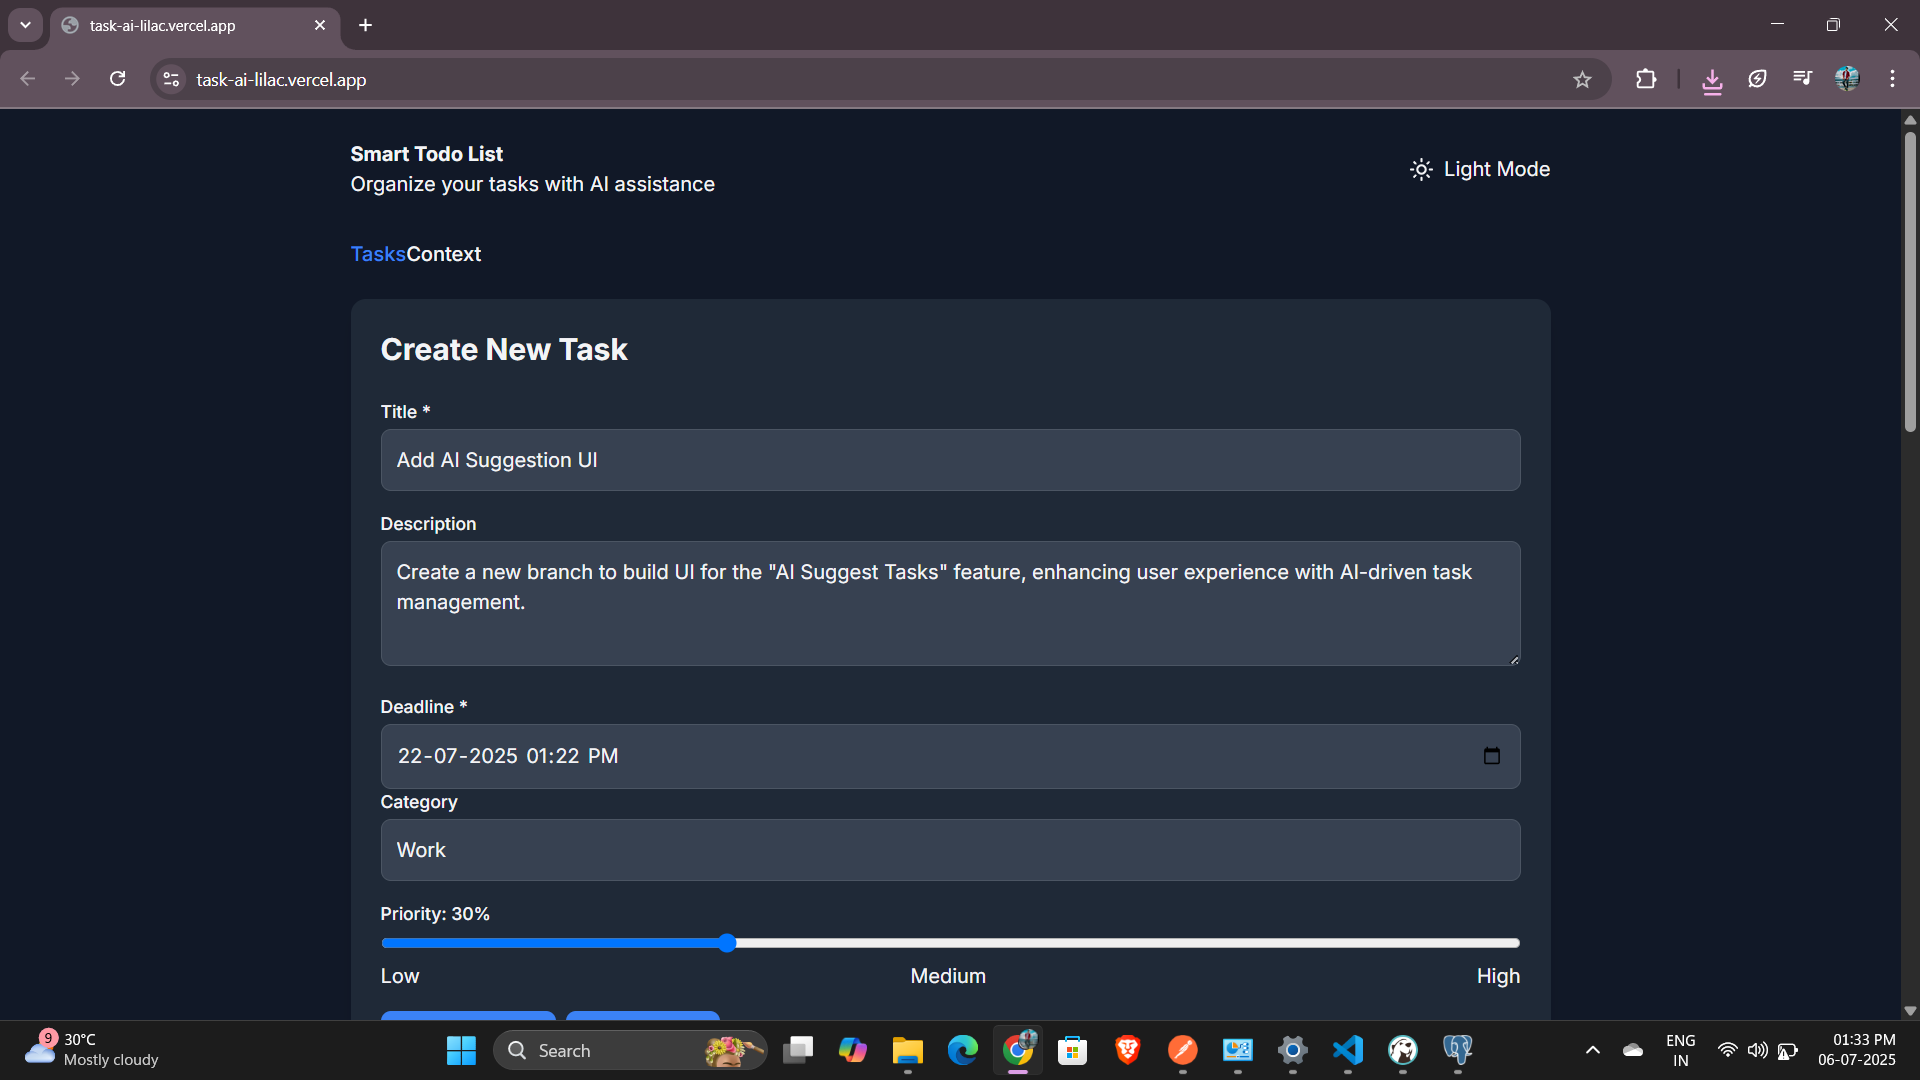 task-ai-lilac.vercel.app
task-ai-lilac.vercel.app
Smart Todo List
Organize your tasks with AI assistance
Light Mode
Tasks Context
Create New Task
Title *
Add AI Suggestion UI
Description
Create a new branch to build UI for the "AI Suggest Tasks" feature, enhancing user experience with AI-driven task
management.
Deadline *
22-07-2025 01:22 PM
Category
Work
Priority: 30%
Low Medium High
9
30°C
Mostly cloudy
Search
ENG
IN
01:33 PM
06-07-2025